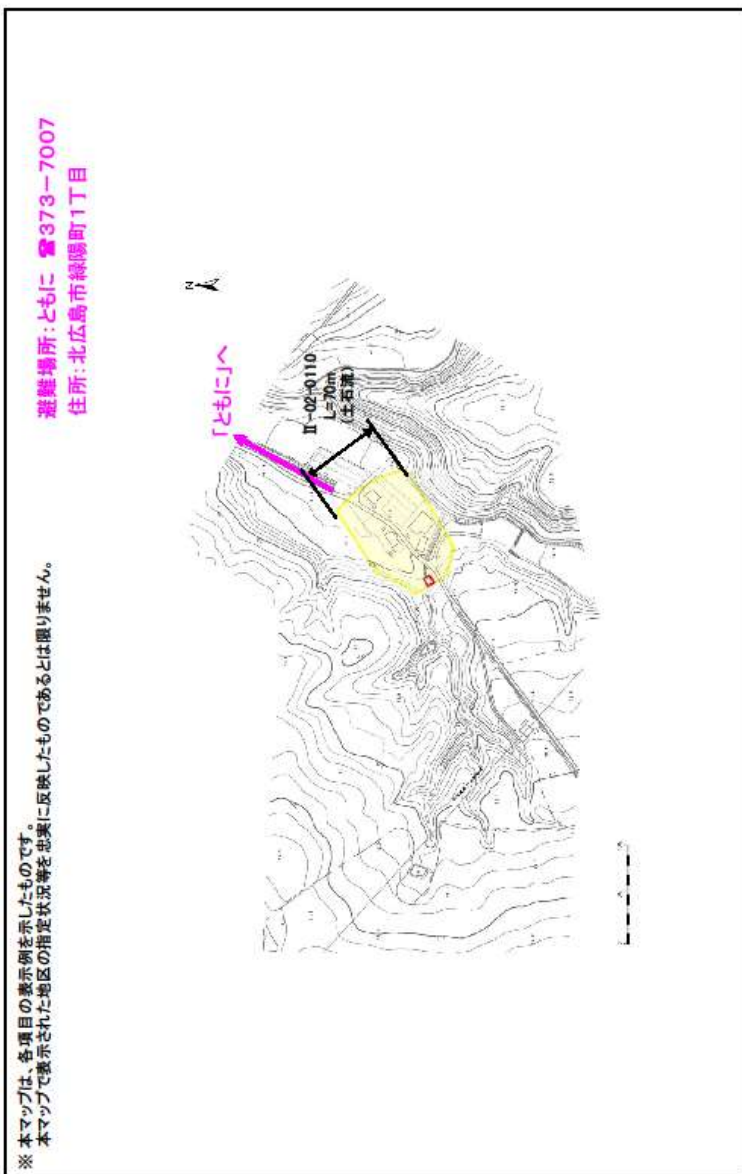 ※ 本マップは、各項目の表示例を示したものです。
本マップで表示された地区の指定状況等を忠実に反映したものであるとは限りません。
避難場所:ともに ☎373-7007
住所:北広島市緑陽町1丁目
N
「ともに」へ
Ⅱ-02-0110
L=70m
(土石流)